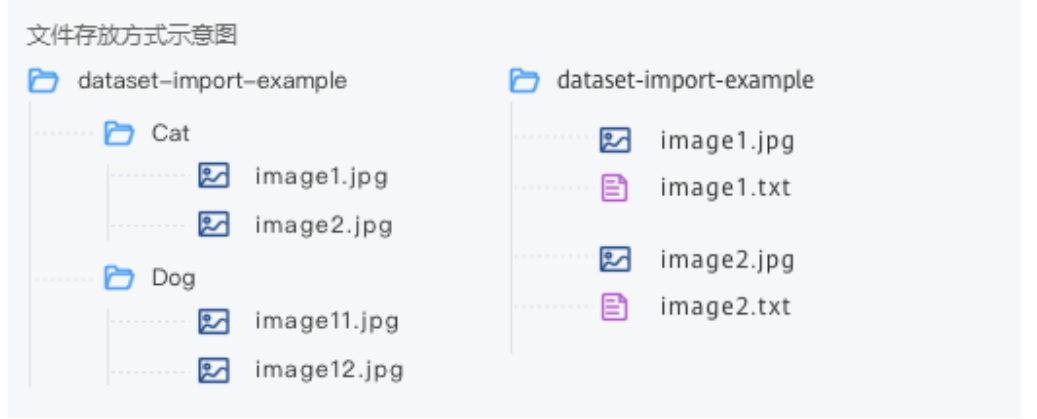 文件存放方式示意图
dataset-import-example
Cat
image1.jpg
image2.jpg
Dog
image11.jpg
image12.jpg
dataset-import-example
image1.jpg
image1.txt
image2.jpg
image2.txt